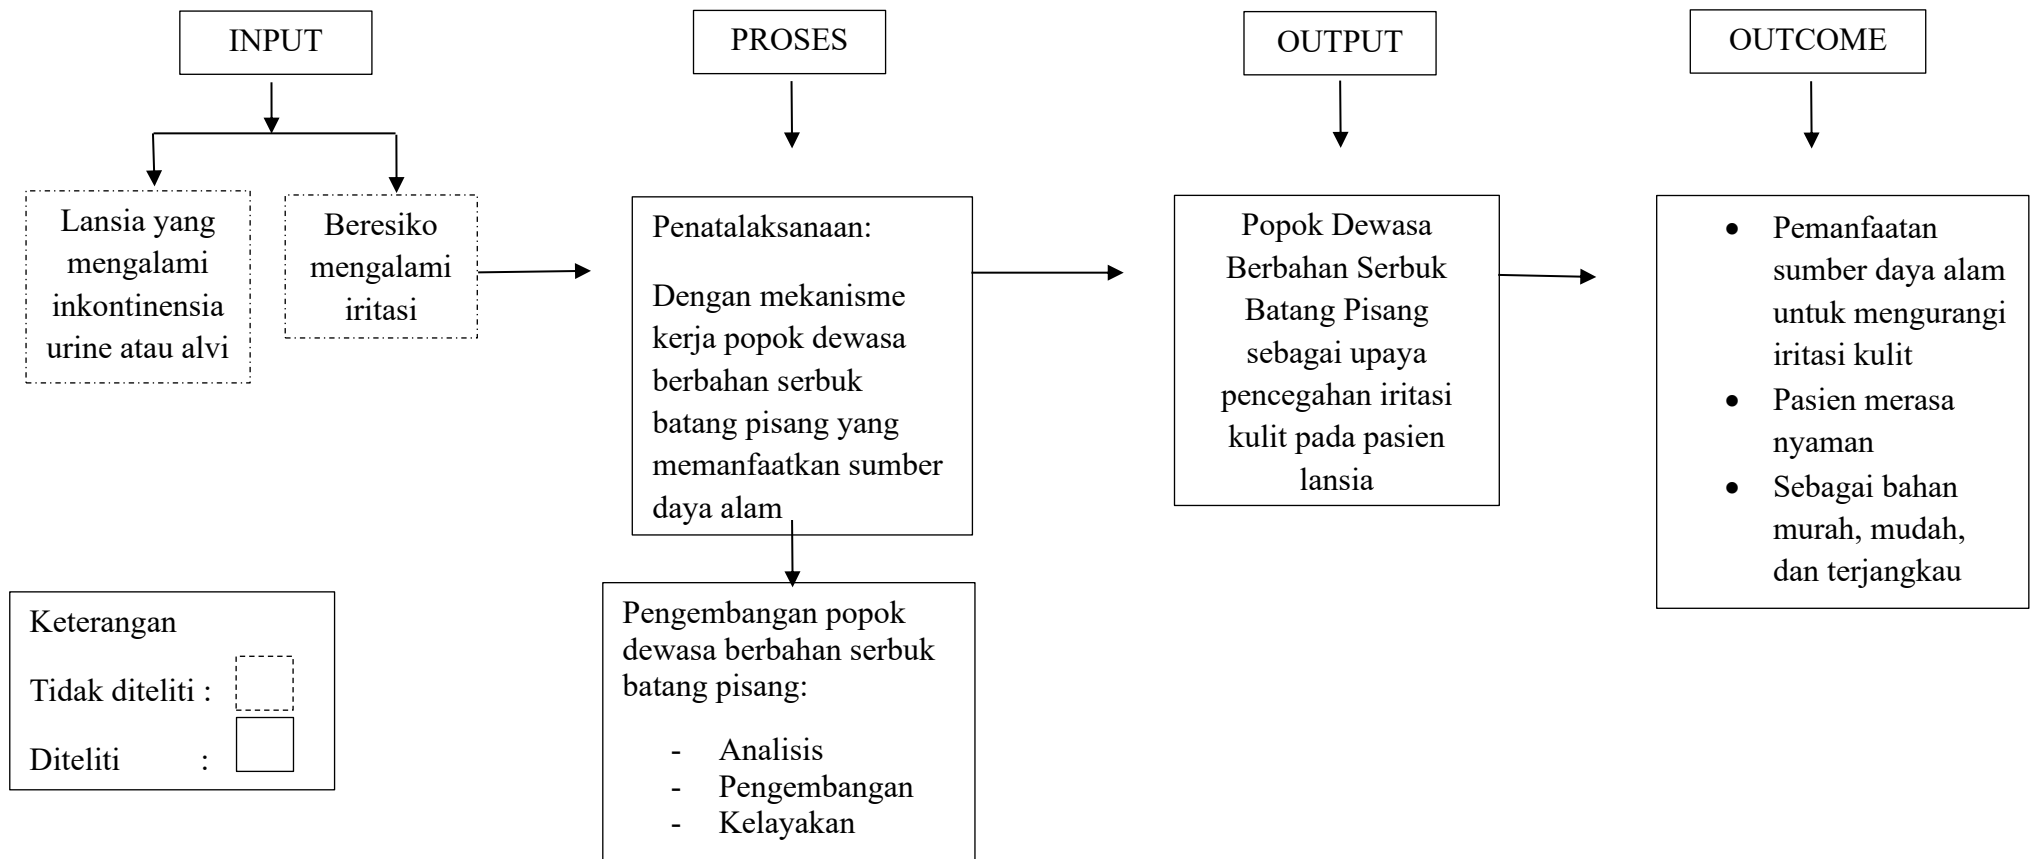 INPUT
PROSES
OUTPUT
OUTCOME
Lansia yang
mengalami
inkontinensia
urine atau alvi
Beresiko
mengalami
iritasi
Penatalaksanaan:
Dengan mekanisme
kerja popok dewasa
berbahan serbuk
batang pisang yang
memanfaatkan sumber
daya alam
Pengembangan popok
dewasa berbahan serbuk
batang pisang:
- Analisis
- Pengembangan
- Kelayakan
Popok Dewasa
Berbahan Serbuk
Batang Pisang
sebagai upaya
pencegahan iritasi
kulit pada pasien
lansia
• Pemanfaatan
sumber daya alam
untuk mengurangi
iritasi kulit
• Pasien merasa
nyaman
• Sebagai bahan
murah, mudah,
dan terjangkau
Keterangan
Tidak diteliti :
Diteliti :